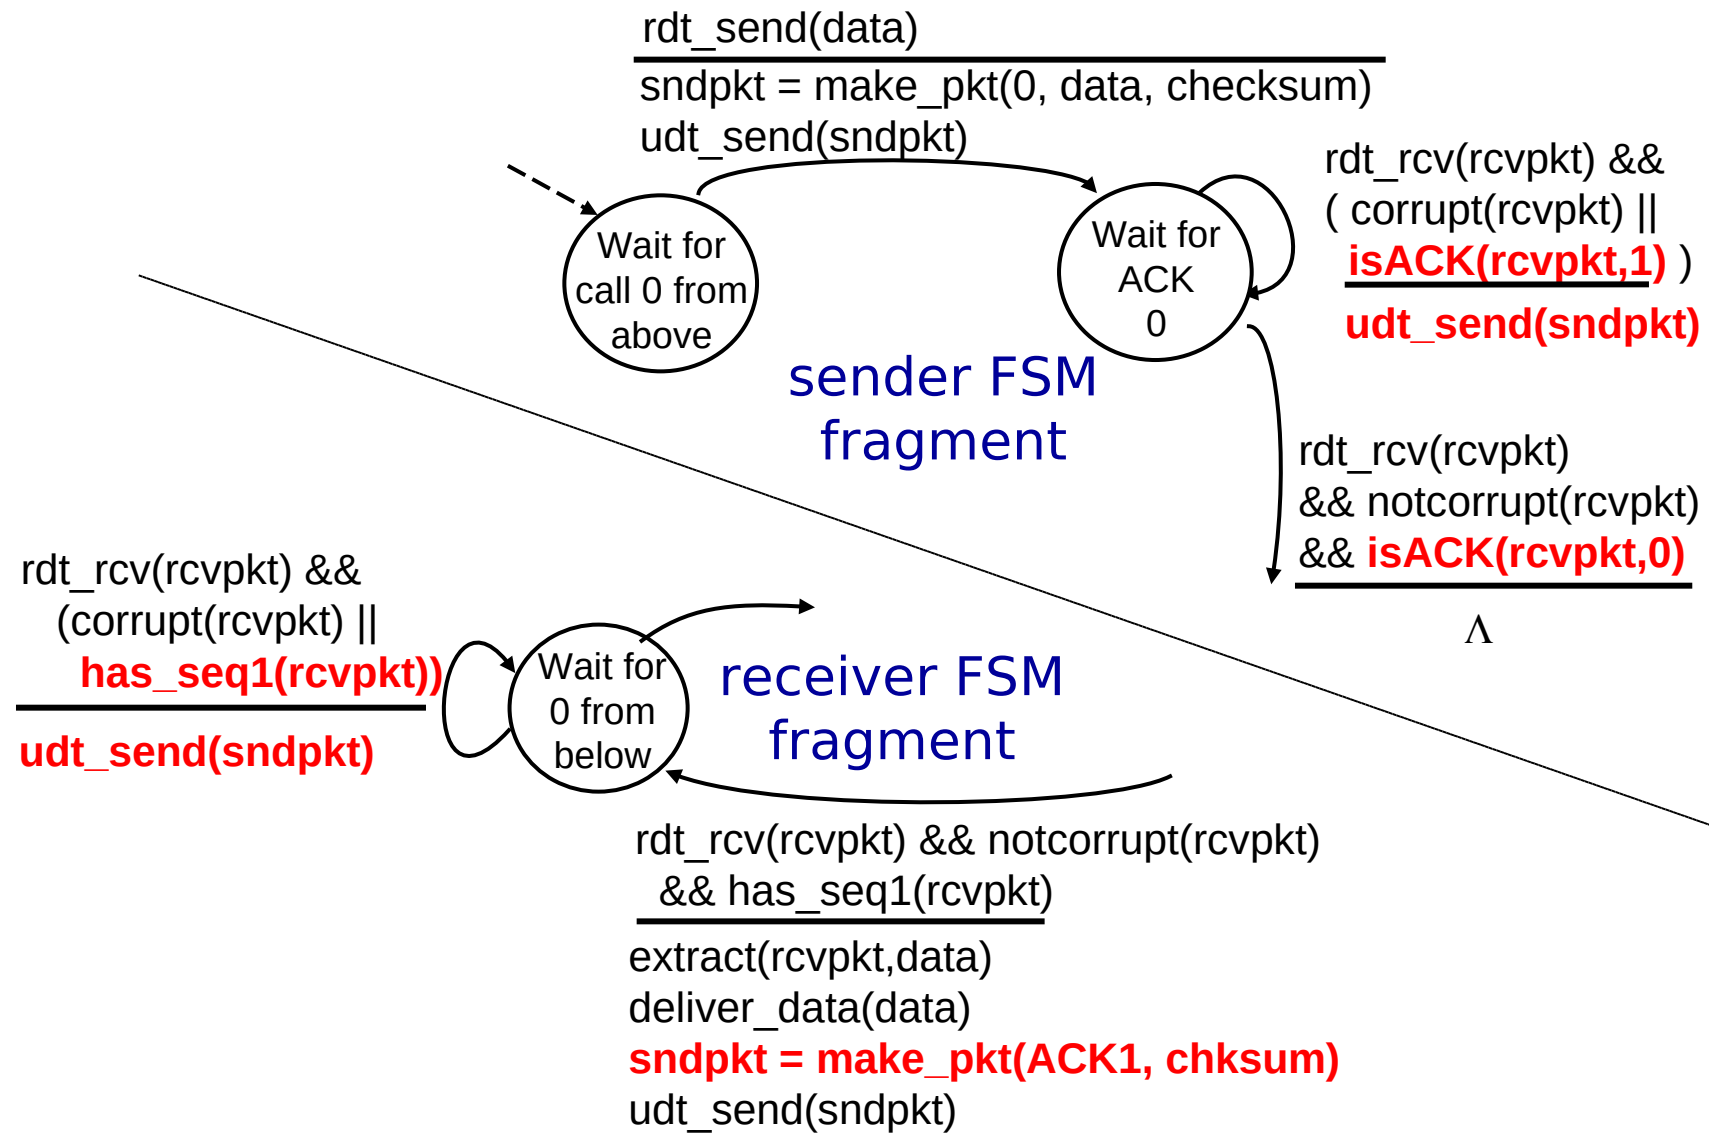 rdt_send(data)
sndpkt = make_pkt(0, data, checksum)
udt_send(sndpkt)
rdt_rcv(rcvpkt) &&
( corrupt(rcvpkt) ||
isACK(rcvpkt,1) )
udt_send(sndpkt)
Wait for
call 0 from
above
Wait for
ACK
0
sender FSM
fragment
rdt_rcv(rcvpkt)
&& notcorrupt(rcvpkt)
&& isACK(rcvpkt,0)
Λ
rdt_rcv(rcvpkt) &&
(corrupt(rcvpkt) ||
has_seq1(rcvpkt))
udt_send(sndpkt)
Wait for
0 from
below
receiver FSM
fragment
rdt_rcv(rcvpkt) && notcorrupt(rcvpkt)
&& has_seq1(rcvpkt)
extract(rcvpkt,data)
deliver_data(data)
sndpkt = make_pkt(ACK1, chksum)
udt_send(sndpkt)